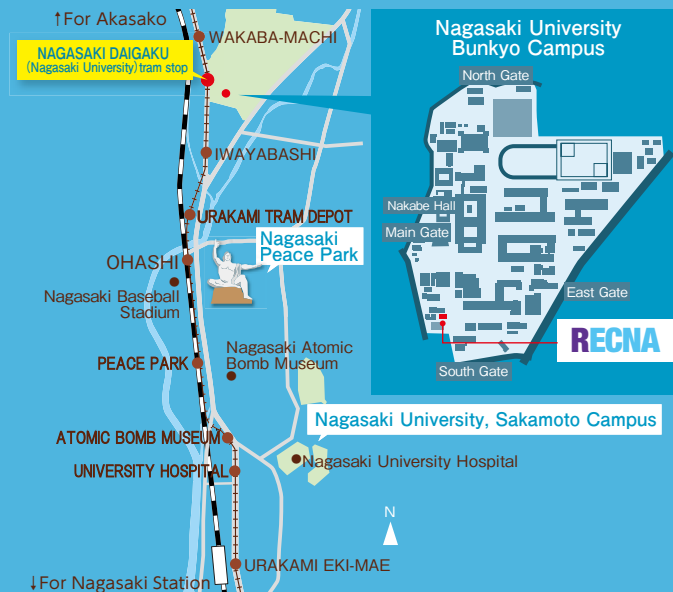 ↑For Akasako
WAKABA-MACHI
NAGASAKI DAIGAKU
(Nagasaki University) tram stop
IWAYABASHI
URAKAMI TRAM DEPOT
Nagasaki
Peace Park
OHASHI
Nagasaki Baseball
Stadium
PEACE PARK
Nagasaki Atomic
Bomb Museum
Nagasaki University, Sakamoto Campus
ATOMIC BOMB MUSEUM
UNIVERSITY HOSPITAL
Nagasaki University Hospital
N
URAKAMI EKI-MAE
↓For Nagasaki Station
Nagasaki University
Bunkyo Campus
North Gate
Nakabe Hall
Main Gate
East Gate
RECNA
South Gate